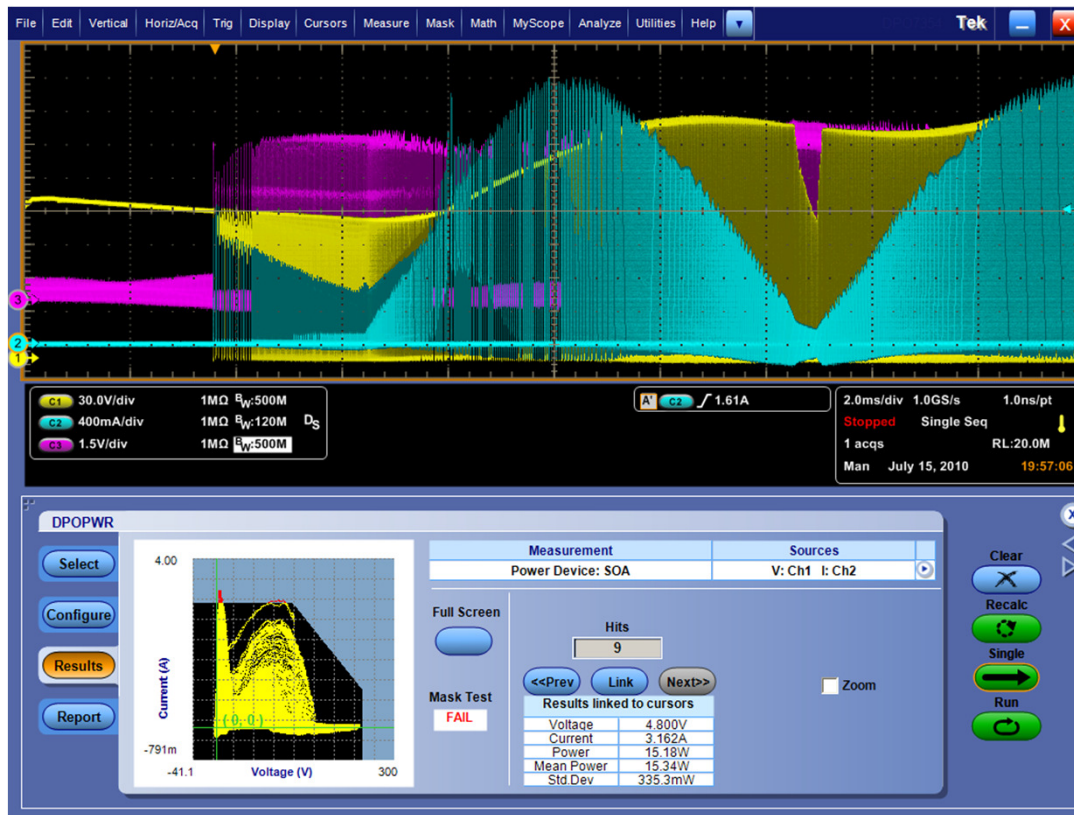 File Edit Vertical Horiz/Acq Trig Display Cursors Measure Mask Math MyScope Analyze Utilities Help Tek X
3
2
1
C1 30.0V/div 1MΩ BW:500M
C2 400mA/div 1MΩ BW:120M DS
C3 1.5V/div 1MΩ BW:500M
A' C2 1.61A
2.0ms/div 1.0GS/s 1.0ns/pt
Stopped Single Seq
1 acqs RL:20.0M
Man July 15, 2010 19:57:06
DPOPWR
Select
Configure
Results
Report
4.00
Current (A)
(0, 0)
-791m
-41.1 Voltage (V) 300
Measurement Sources
Power Device: SOA V: Ch1 I: Ch2
Full Screen
Mask Test
FAIL
Hits
9
<<Prev Link Next>>
Results linked to cursors
Voltage 4.800V
Current 3.162A
Power 15.18W
Mean Power 15.34W
Std.Dev 335.3mW
Zoom
X
Clear
Recalc
Single
Run